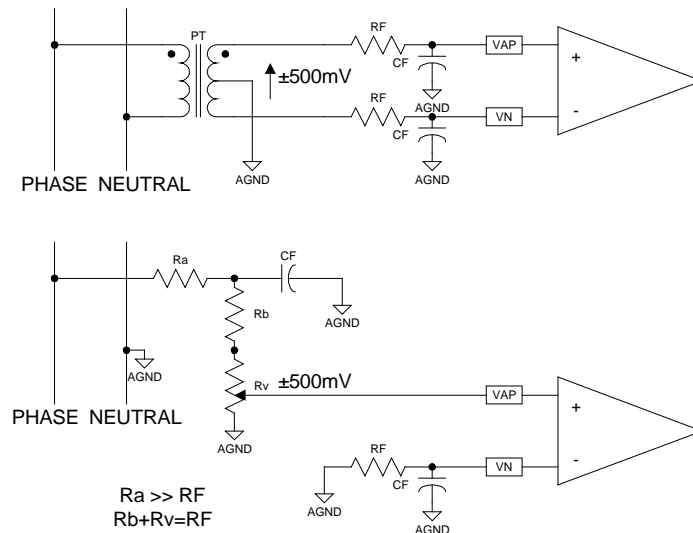 PT
RF
VAP
+
±500mV
CF
AGND
RF
CF
VN
-
AGND
AGND
PHASE NEUTRAL
Ra
CF
Rb
AGND
AGND
Rv ±500mV
VAP
+
PHASE NEUTRAL
AGND
RF
CF
VN
-
AGND
AGND
Ra >> RF
Rb+Rv=RF